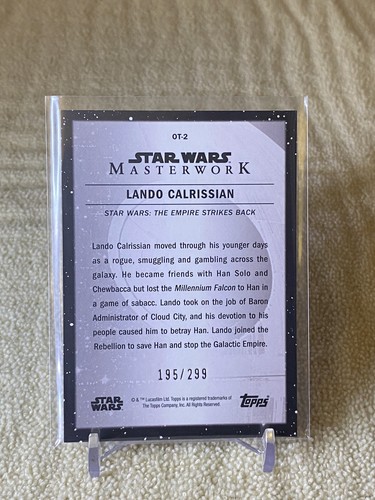 OT-2
STAR WARS
MASTERWORK
LANDO CALRISSIAN
STAR WARS: THE EMPIRE STRIKES BACK
Lando Calrissian moved through his younger days
as a rogue, smuggling and gambling across the
galaxy. He became friends with Han Solo and
Chewbacca but lost the Millennium Falcon to Han in
a game of sabacc. Lando took on the job of Baron
Administrator of Cloud City, and his devotion to his
people caused him to betray Han. Lando joined the
Rebellion to save Han and stop the Galactic Empire.
195/299
STAR WARS
© & ™ Lucasfilm Ltd. Topps is a registered trademark of
The Topps Company, Inc. All Rights Reserved.
Topps